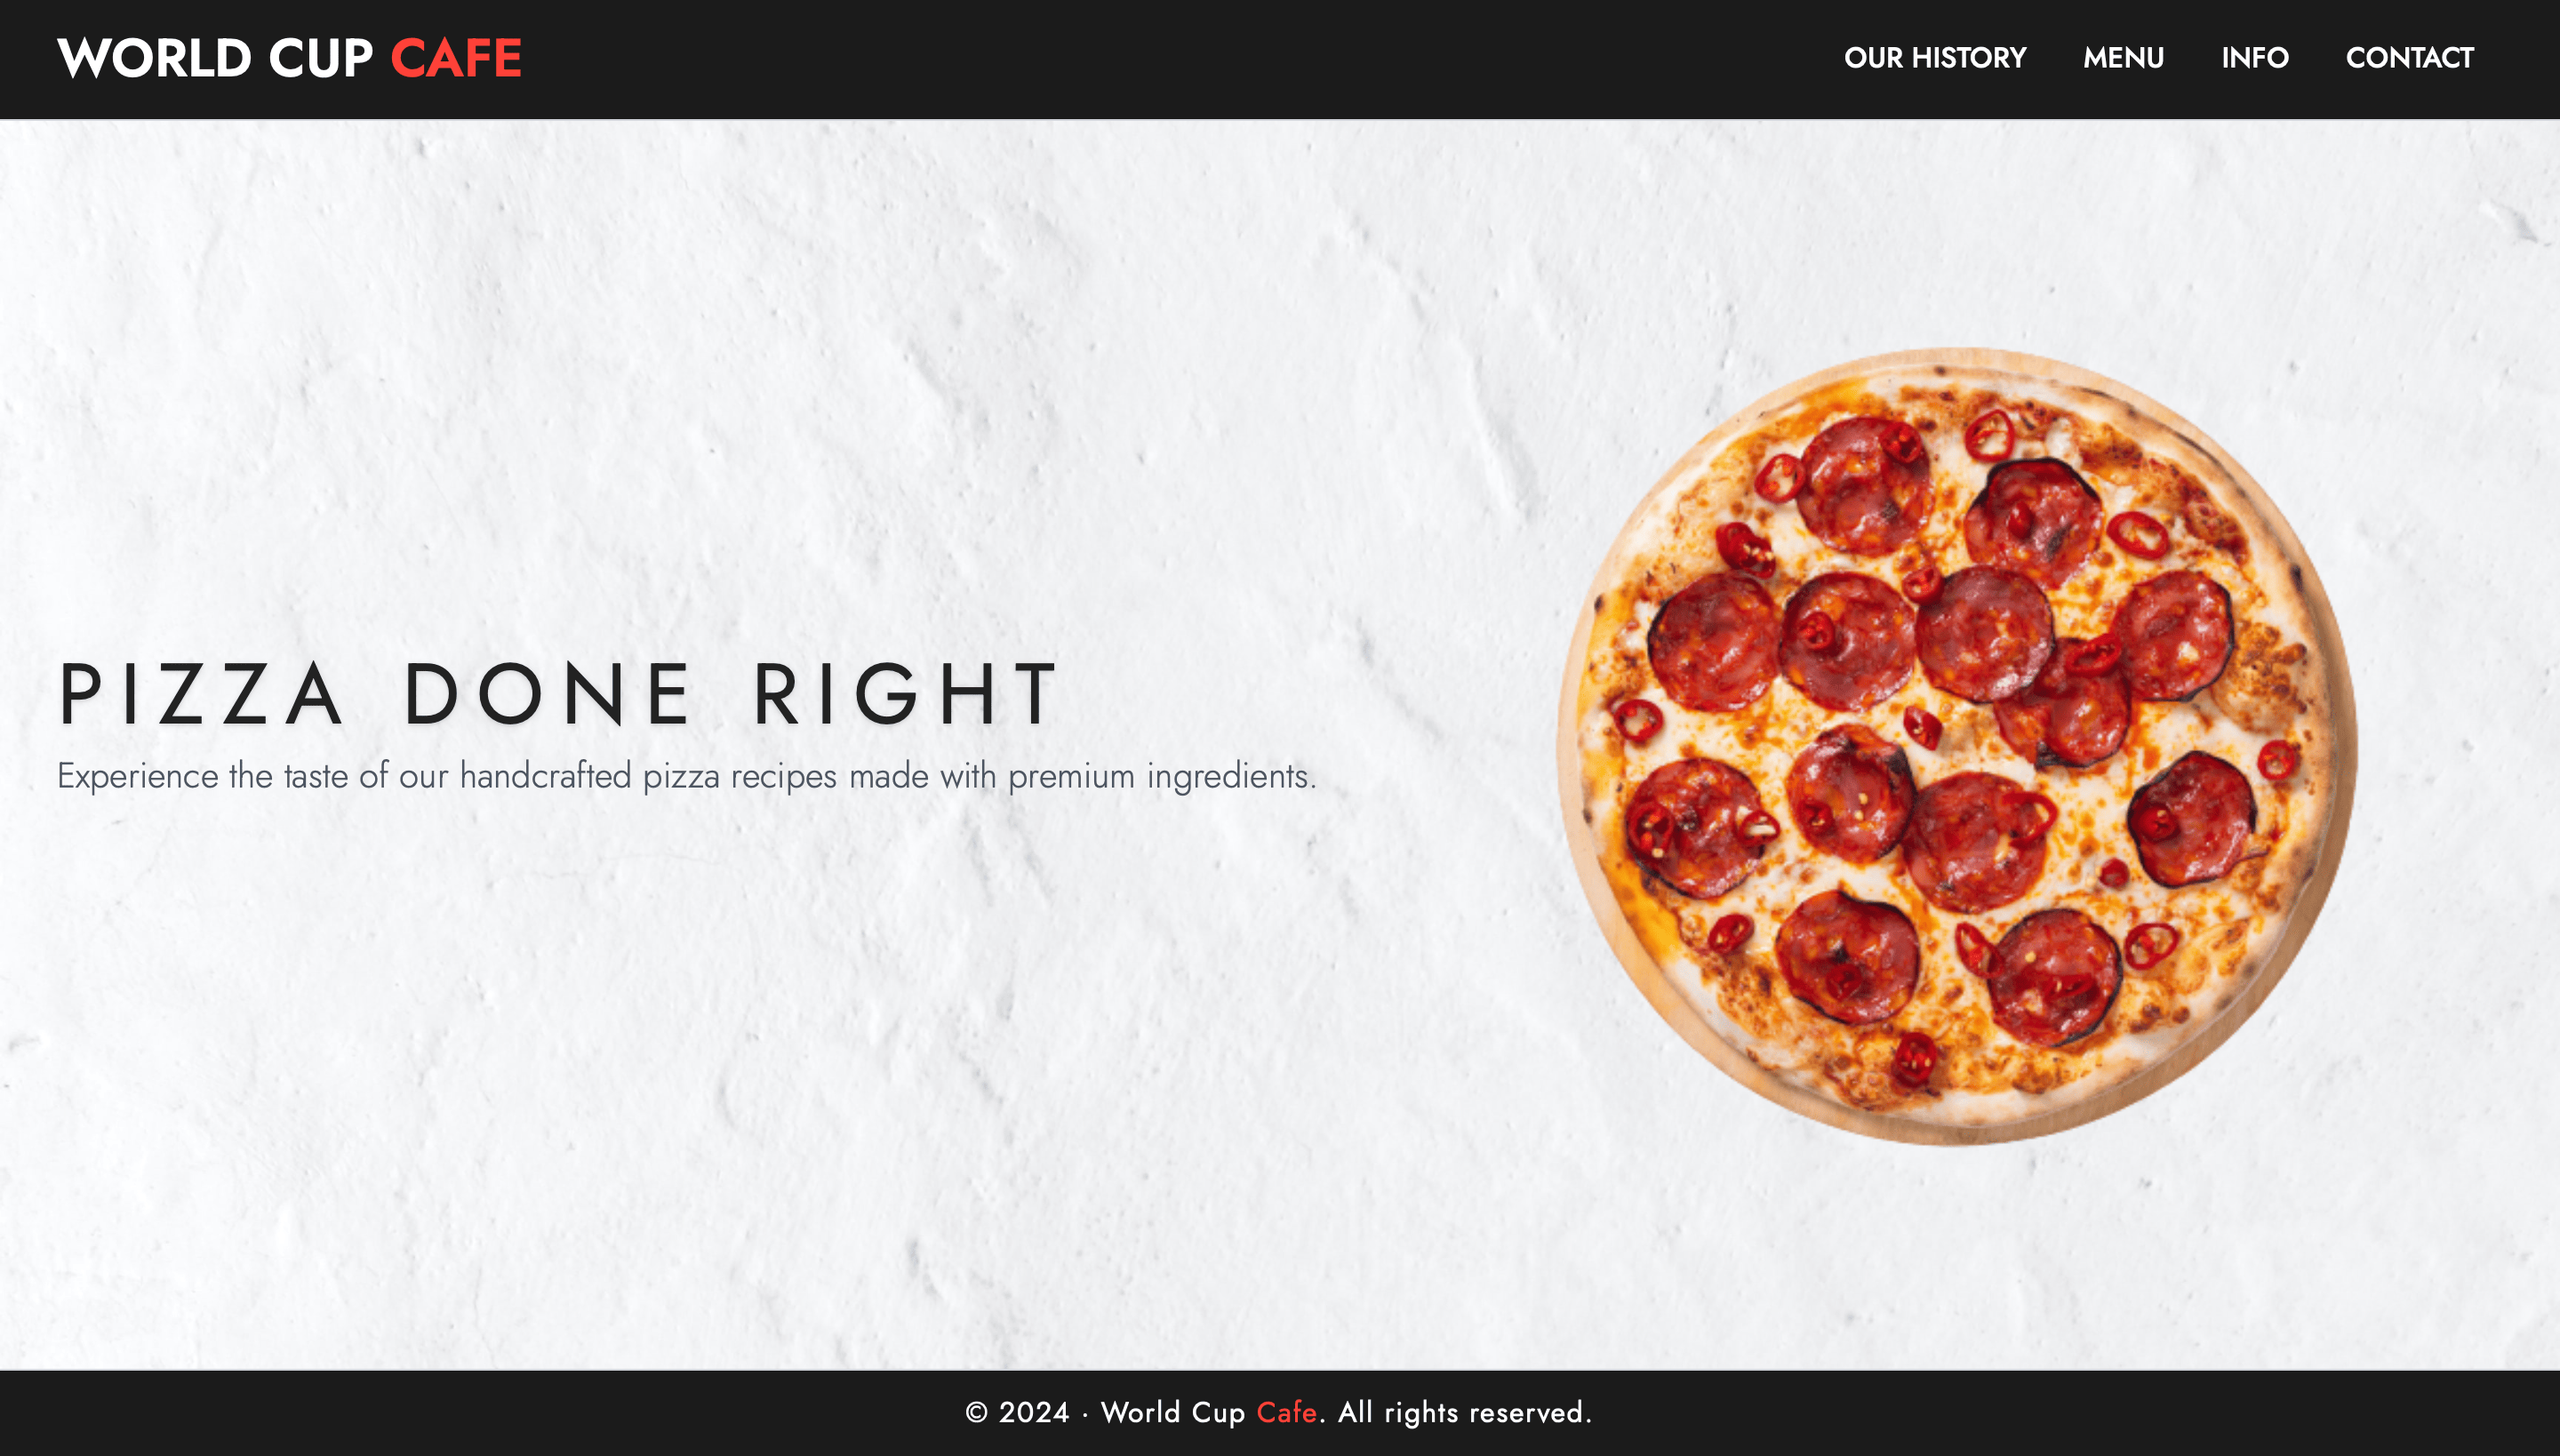 WORLD CUP CAFE
OUR HISTORY MENU INFO CONTACT
PIZZA DONE RIGHT
Experience the taste of our handcrafted pizza recipes made with premium ingredients.
© 2024 · World Cup Cafe. All rights reserved.